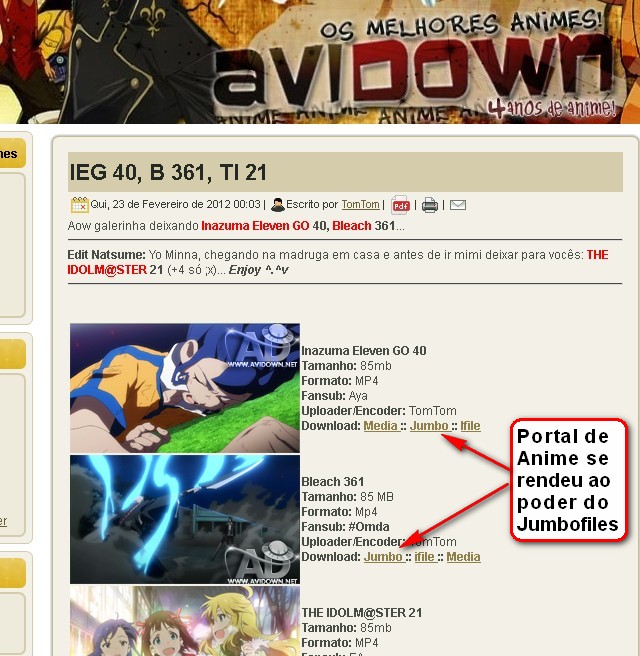 OS MELHORES ANIMES!
AVIDOWN
4 anos de anime!
nes
IEG 40, B 361, TI 21
Qui, 23 de Fevereiro de 2012 00:03 | Escrito por TomTom | Pdf | |
Aow galerinha deixando Inazuma Eleven GO 40, Bleach 361...
Edit Natsume: Yo Minna, chegando na madruga em casa e antes de ir mimi deixar para vocês: THE
IDOLM@STER 21 (+4 só ;x)... Enjoy ^.^v
AD
WWW.AVIDOWN.NET
Inazuma Eleven GO 40
Tamanho: 85mb
Formato: MP4
Fansub: Aya
Uploader/Encoder: TomTom
Download: Media :: Jumbo :: Ifile
Portal de
Anime se
rendeu ao
poder do
Jumbofiles
AD
WWW.AVIDOWN.NET
Bleach 361
Tamanho: 85 MB
Formato: Mp4
Fansub: #Omda
Uploader/Encoder: TomTom
Download: Jumbo :: ifile :: Media
er
THE IDOLM@STER 21
Tamanho: 85mb
Formato: MP4